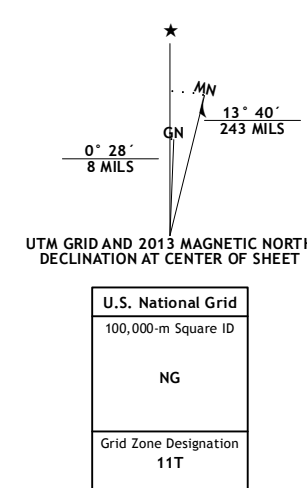 ★
MN
GN
13° 40´
243 MILS
0° 28´
8 MILS
UTM GRID AND 2013 MAGNETIC NORTH
DECLINATION AT CENTER OF SHEET
U.S. National Grid
100,000-m Square ID
NG
Grid Zone Designation
11T